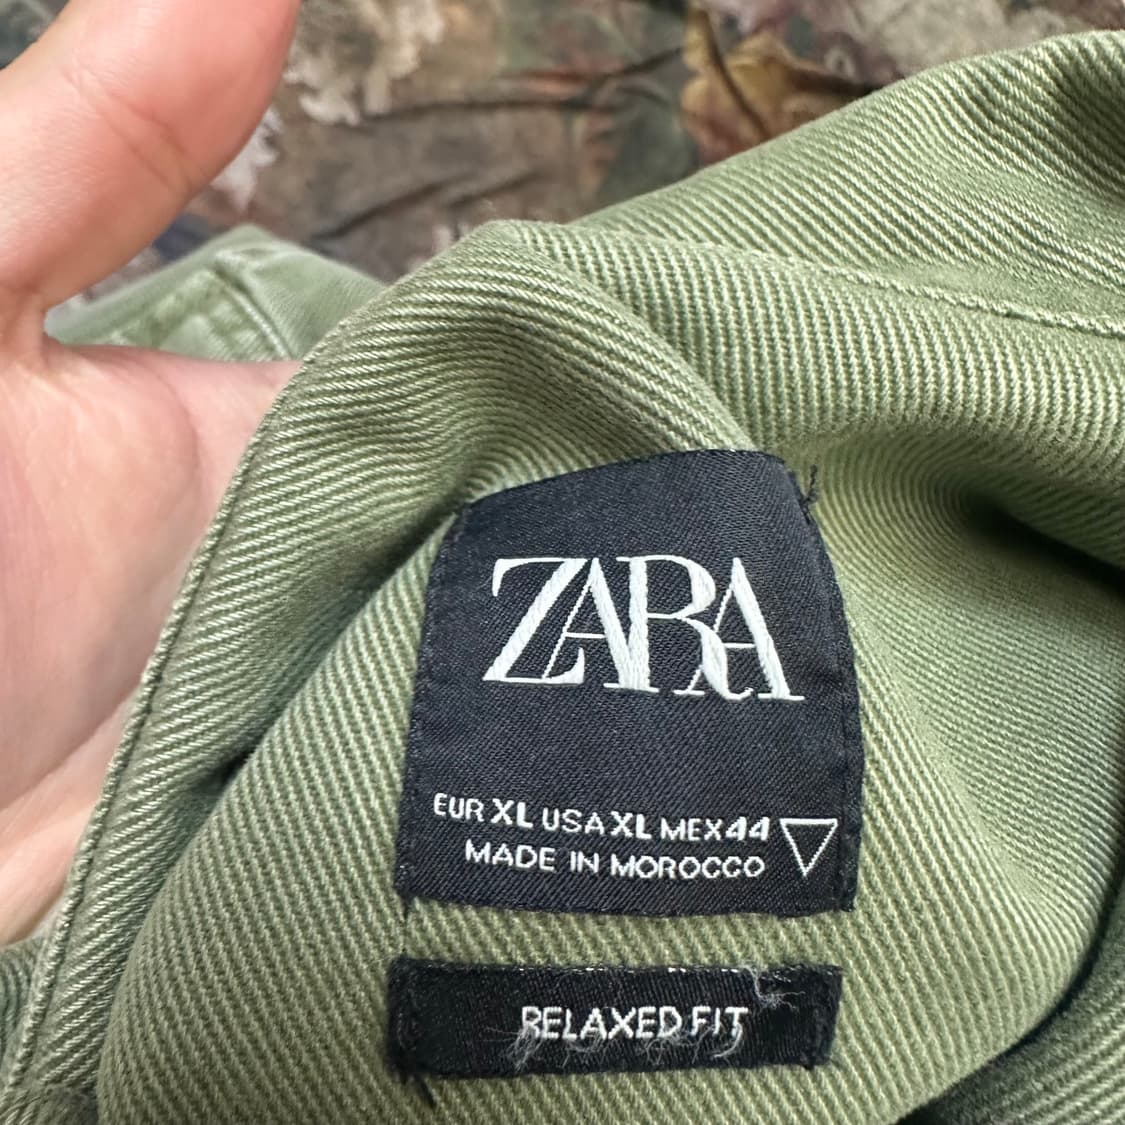 ZARA
EUR XL USA XL MEX 44
MADE IN MOROCCO
RELAXED FIT